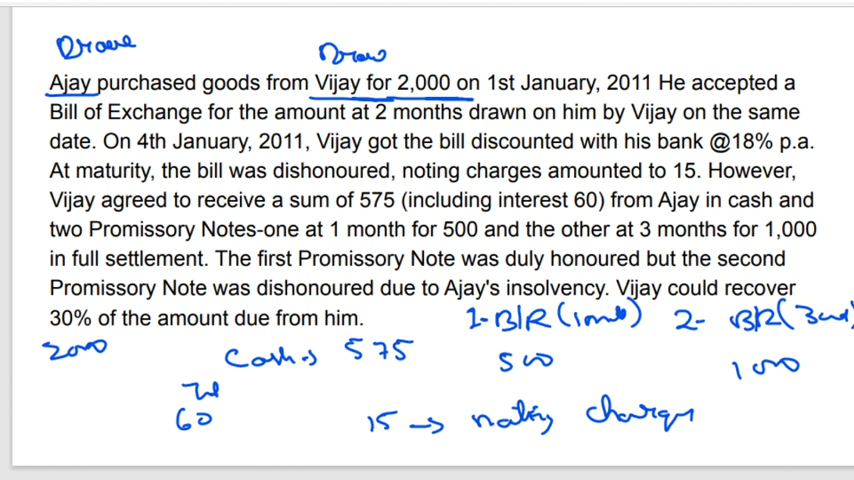 Drawee Drawer
Ajay purchased goods from Vijay for 2,000 on 1st January, 2011 He accepted a
Bill of Exchange for the amount at 2 months drawn on him by Vijay on the same
date. On 4th January, 2011, Vijay got the bill discounted with his bank @18% p.a.
At maturity, the bill was dishonoured, noting charges amounted to 15. However,
Vijay agreed to receive a sum of 575 (including interest 60) from Ajay in cash and
two Promissory Notes-one at 1 month for 500 and the other at 3 months for 1,000
in full settlement. The first Promissory Note was duly honoured but the second
Promissory Note was dishonoured due to Ajay's insolvency. Vijay could recover
30% of the amount due from him.
1-B/R (1 2- B/R (3
2000 Cash → 575 500 1000
60 15 → noting charges